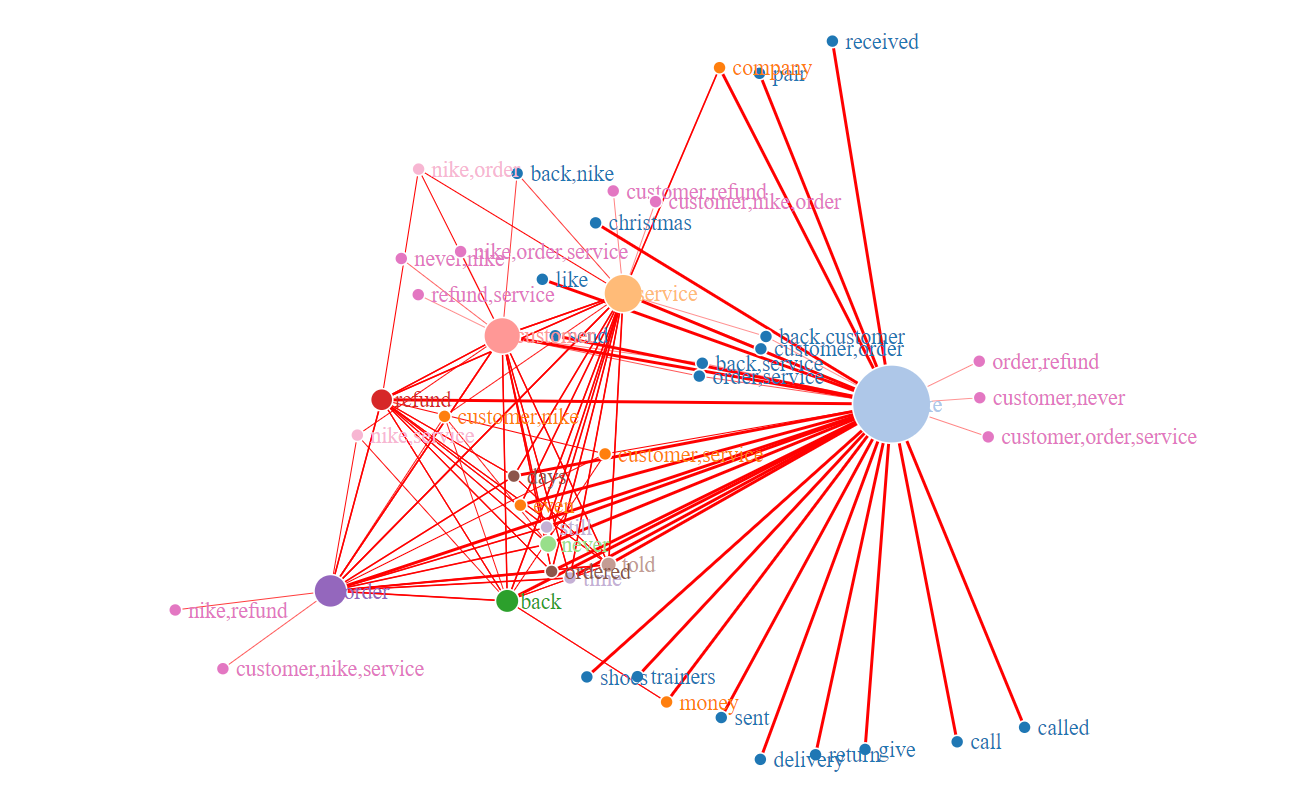 received
company
pair
nike,order
back,nike
customer,refund
customer,nike,order
christmas
nike,order,service
never,nike
like
refund,service
service
customer
back,customer
customer,order
back,service
order,service
order,refund
customer,never
refund
ke
customer,nike
nike,service
customer,order,service
customer,service
days
even
still
never
told
ordered
time
order
back
nike,refund
customer,nike,service
shoes
trainers
money
sent
called
call
give
return
delivery